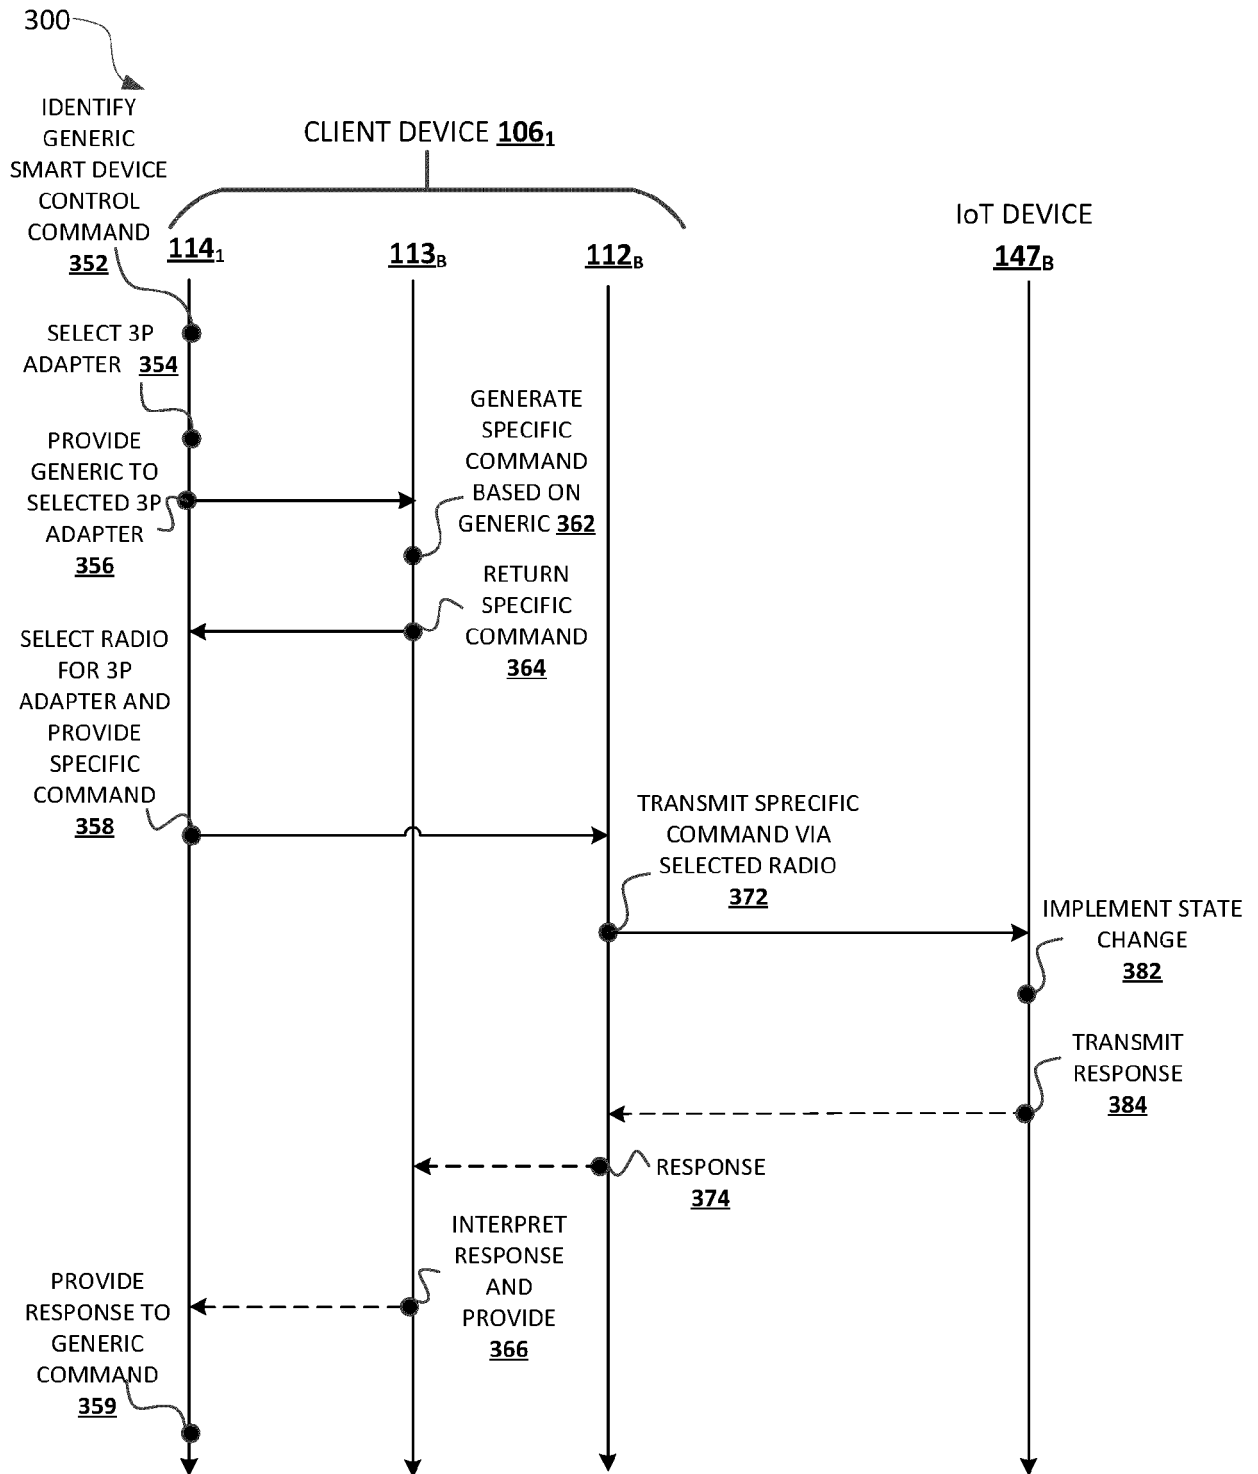 300
IDENTIFY
GENERIC
SMART DEVICE
CONTROL
COMMAND
352
CLIENT DEVICE 106₁
IoT DEVICE
114₁
113B
112B
147B
SELECT 3P
ADAPTER 354
PROVIDE
GENERIC TO
SELECTED 3P
ADAPTER
356
GENERATE
SPECIFIC
COMMAND
BASED ON
GENERIC 362
RETURN
SPECIFIC
COMMAND
364
SELECT RADIO
FOR 3P
ADAPTER AND
PROVIDE
SPECIFIC
COMMAND
358
TRANSMIT SPRECIFIC
COMMAND VIA
SELECTED RADIO
372
IMPLEMENT STATE
CHANGE
382
TRANSMIT
RESPONSE
384
RESPONSE
374
INTERPRET
RESPONSE
AND
PROVIDE
366
PROVIDE
RESPONSE TO
GENERIC
COMMAND
359